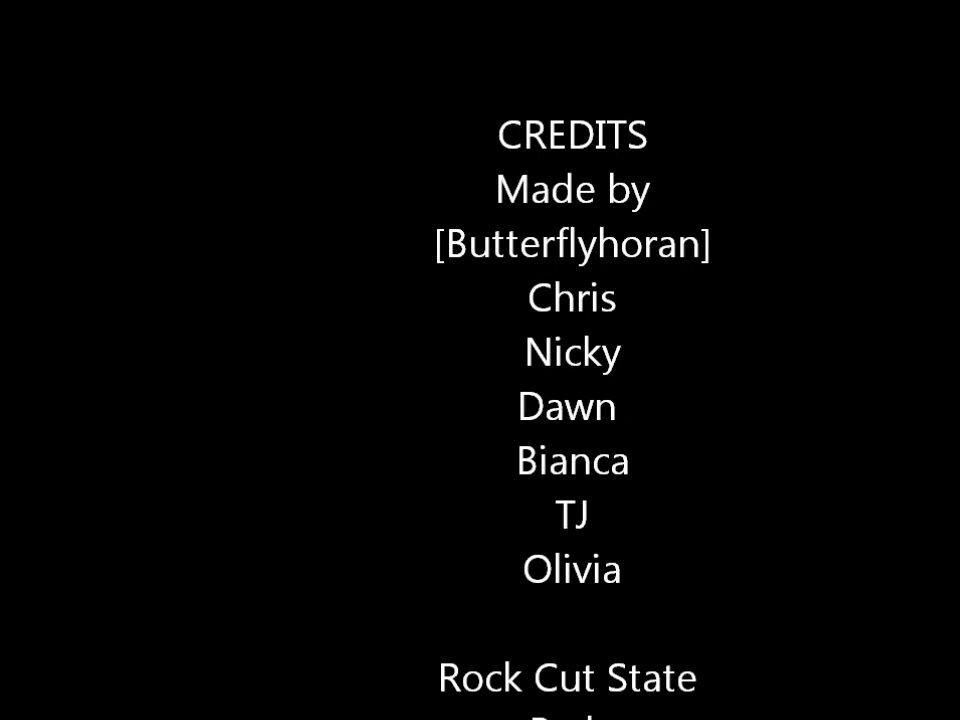 CREDITS
Made by
[Butterflyhoran]
Chris
Nicky
Dawn
Bianca
TJ
Olivia
Rock Cut State